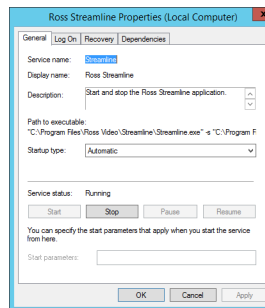 Ross Streamline Properties (Local Computer)
x
General Log On Recovery Dependencies
Service name: Streamline
Display name: Ross Streamline
Description: Start and stop the Ross Streamline application.
Path to executable:
"C:\Program Files\Ross Video\Streamline\Streamline.exe" -s "C:\Program F
Startup type: Automatic
Service status: Running
Start Stop Pause Resume
You can specify the start parameters that apply when you start the service
from here.
Start parameters:
OK Cancel Apply